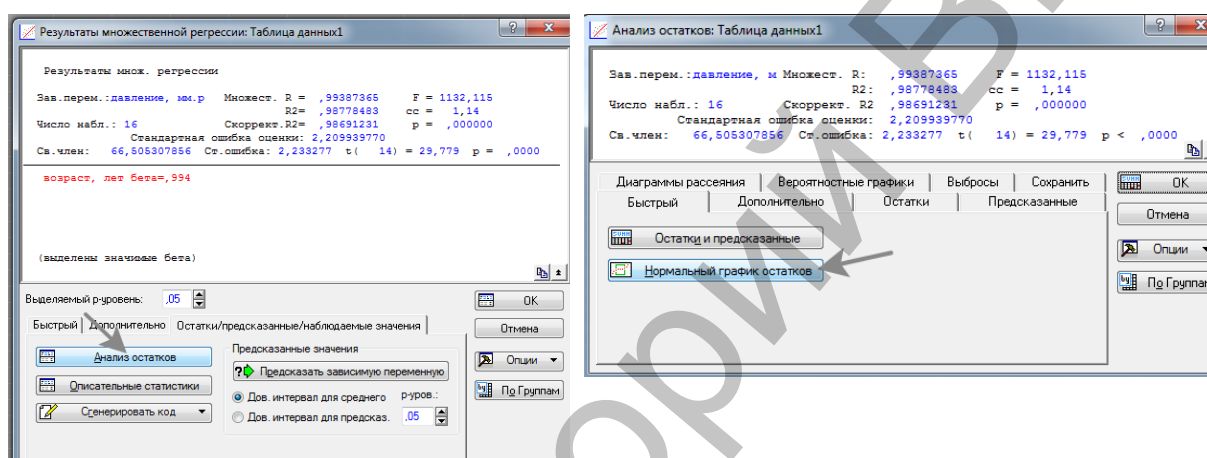 Результаты множественной регрессии: Таблица данных1
Результаты множ. регрессии
Зав.перем.:давление, мм.р Множест. R = ,99387365 F = 1132,115
R2= ,98778483 сс = 1,14
Число набл.: 16 Скоррект.R2= ,98691231 p = ,000000
Стандартная ошибка оценки: 2,209939770
Св.член: 66,505307856 Ст.ошибка: 2,233277 t( 14) = 29,779 p = ,0000
возраст, лет бета=,994
(выделены значимые бета)
Выделяемый p-уровень: ,05
OK
Быстрый Дополнительно Остатки/предсказанные/наблюдаемые значения
Отмена
Анализ остатков
Описательные статистики
Сгенерировать код
Предсказанные значения
Предсказать зависимую переменную
Дов. интервал для среднего p-уров.:
Дов. интервал для предсказ. ,05
Опции
По Группам
Анализ остатков: Таблица данных1
Зав.перем.:давление, м Множест. R: ,99387365 F = 1132,115
R2: ,98778483 сс = 1,14
Число набл.: 16 Скоррект. R2 ,98691231 p = ,000000
Стандартная ошибка оценки: 2,209939770
Св.член: 66,505307856 Ст.ошибка: 2,233277 t( 14) = 29,779 p < ,0000
Диаграммы рассеяния Вероятностные графики Выбросы Сохранить
Быстрый Дополнительно Остатки Предсказанные
Остатки и предсказанные
Нормальный график остатков
OK
Отмена
Опции
По Группам
орий В